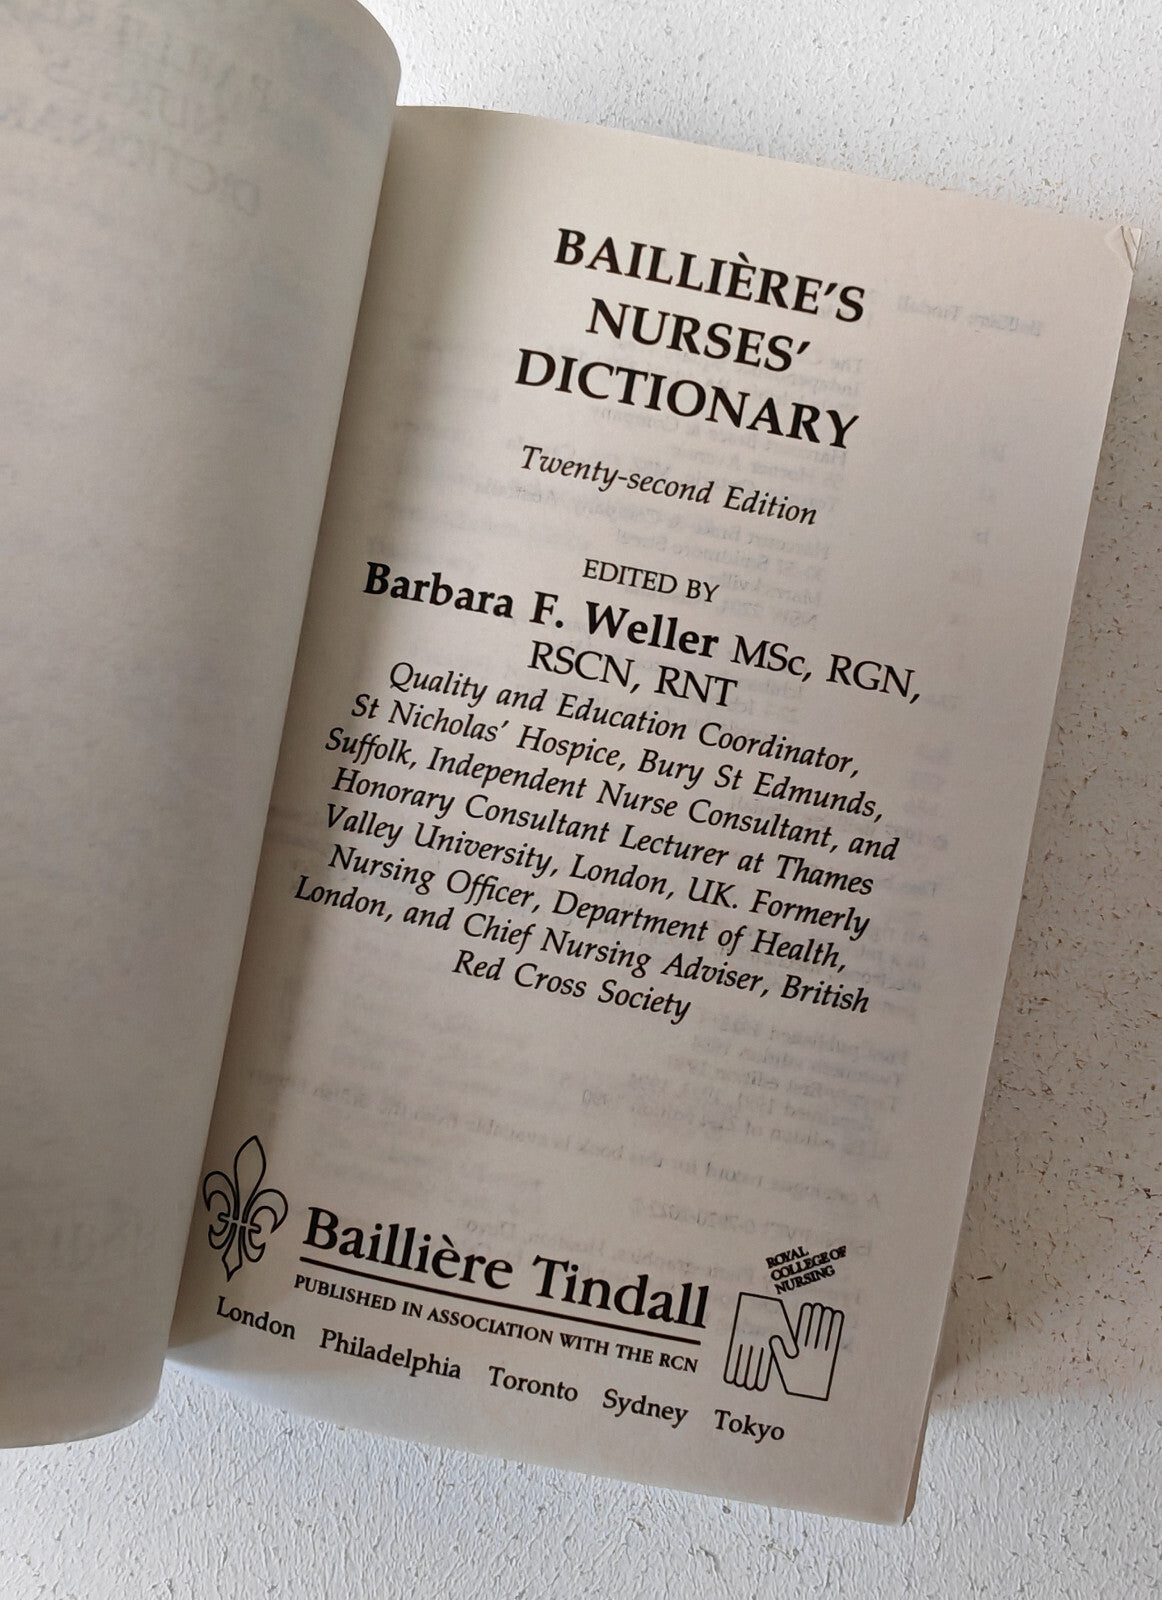 BAILLIÈRE'S
NURSES'
DICTIONARY
Twenty-second Edition
EDITED BY
Barbara F. Weller MSc, RGN,
RSCN, RNT
Quality and Education Coordinator,
St Nicholas' Hospice, Bury St Edmunds,
Suffolk, Independent Nurse Consultant, and
Honorary Consultant Lecturer at Thames
Valley University, London, UK. Formerly
Nursing Officer, Department of Health,
London, and Chief Nursing Adviser, British
Red Cross Society
Baillière Tindall
PUBLISHED IN ASSOCIATION WITH THE RCN
London Philadelphia Toronto Sydney Tokyo
ROYAL
COLLEGE OF
NURSING